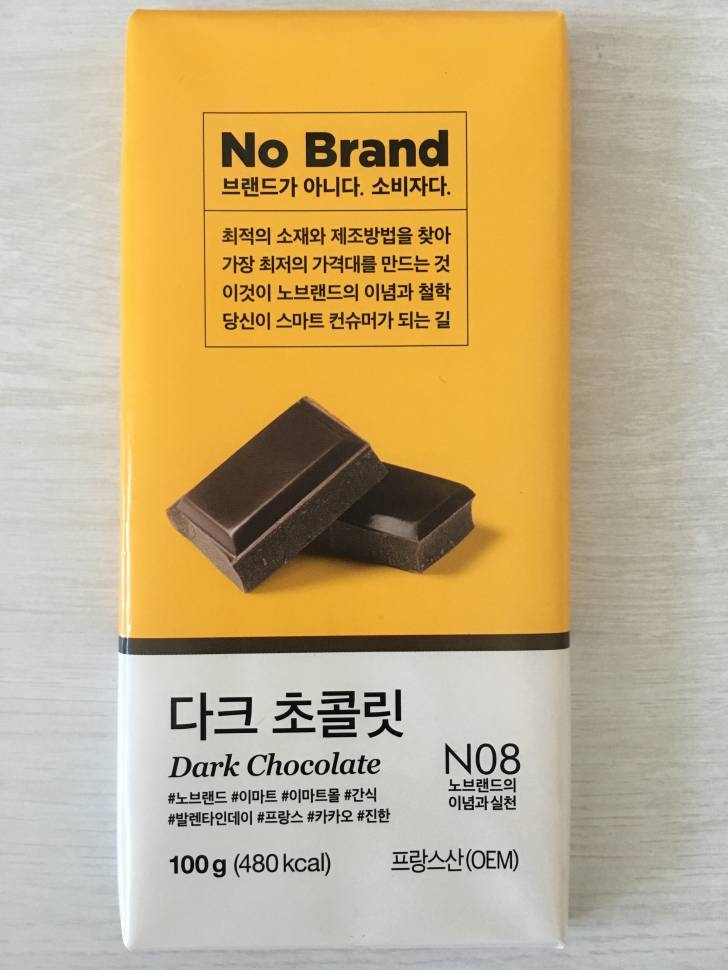 No Brand
브랜드가 아니다. 소비자다.
최적의 소재와 제조방법을 찾아
가장 최저의 가격대를 만드는 것
이것이 노브랜드의 이념과 철학
당신이 스마트 컨슈머가 되는 길
다크 초콜릿
Dark Chocolate
#노브랜드 #이마트 #이마트몰 #간식
#발렌타인데이 #프랑스 #카카오 #진한
N08
노브랜드의
이념과 실천
100g (480 kcal)
프랑스산(OEM)